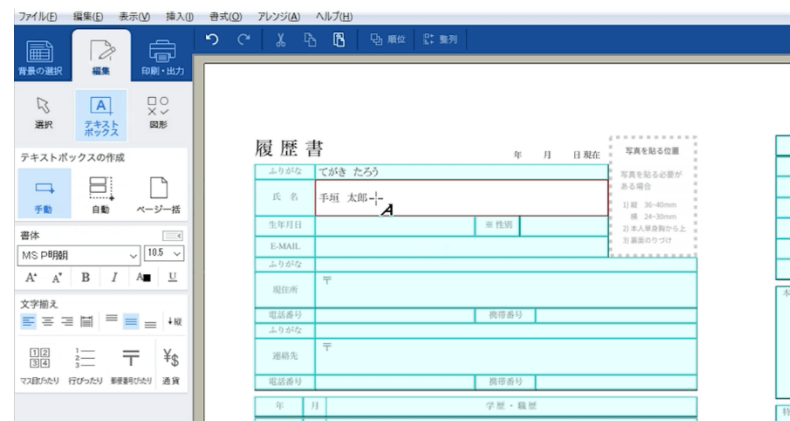 ファイル(F) 編集(E) 表示(V) 挿入(I) 書式(O) アレンジ(A) ヘルプ(H)
背景の選択 編集 印刷・出力
順位 整列
選択 テキストボックス 図形
テキストボックスの作成
手動 自動 ページ一括
書体
MS P明朝 10.5
A A B I A U
文字揃え
縦
1 2 3 4
1 2 3
〒 ¥$
マス目ぴったり 行ぴったり 郵便番号ぴったり 通貨
履歴書
年 月 日現在
ふりがな てがき たろう
氏 名 手垣 太郎
生年月日 ※性別
E-MAIL
ふりがな
現住所 〒
電話番号 携帯番号
ふりがな
連絡先 〒
電話番号 携帯番号
年 月 学歴・職歴
写真を貼る位置
写真を貼る必要が
ある場合
1) 縦 36~40mm
横 24~30mm
2) 本人単身胸から上
3) 裏面のりづけ
本
特